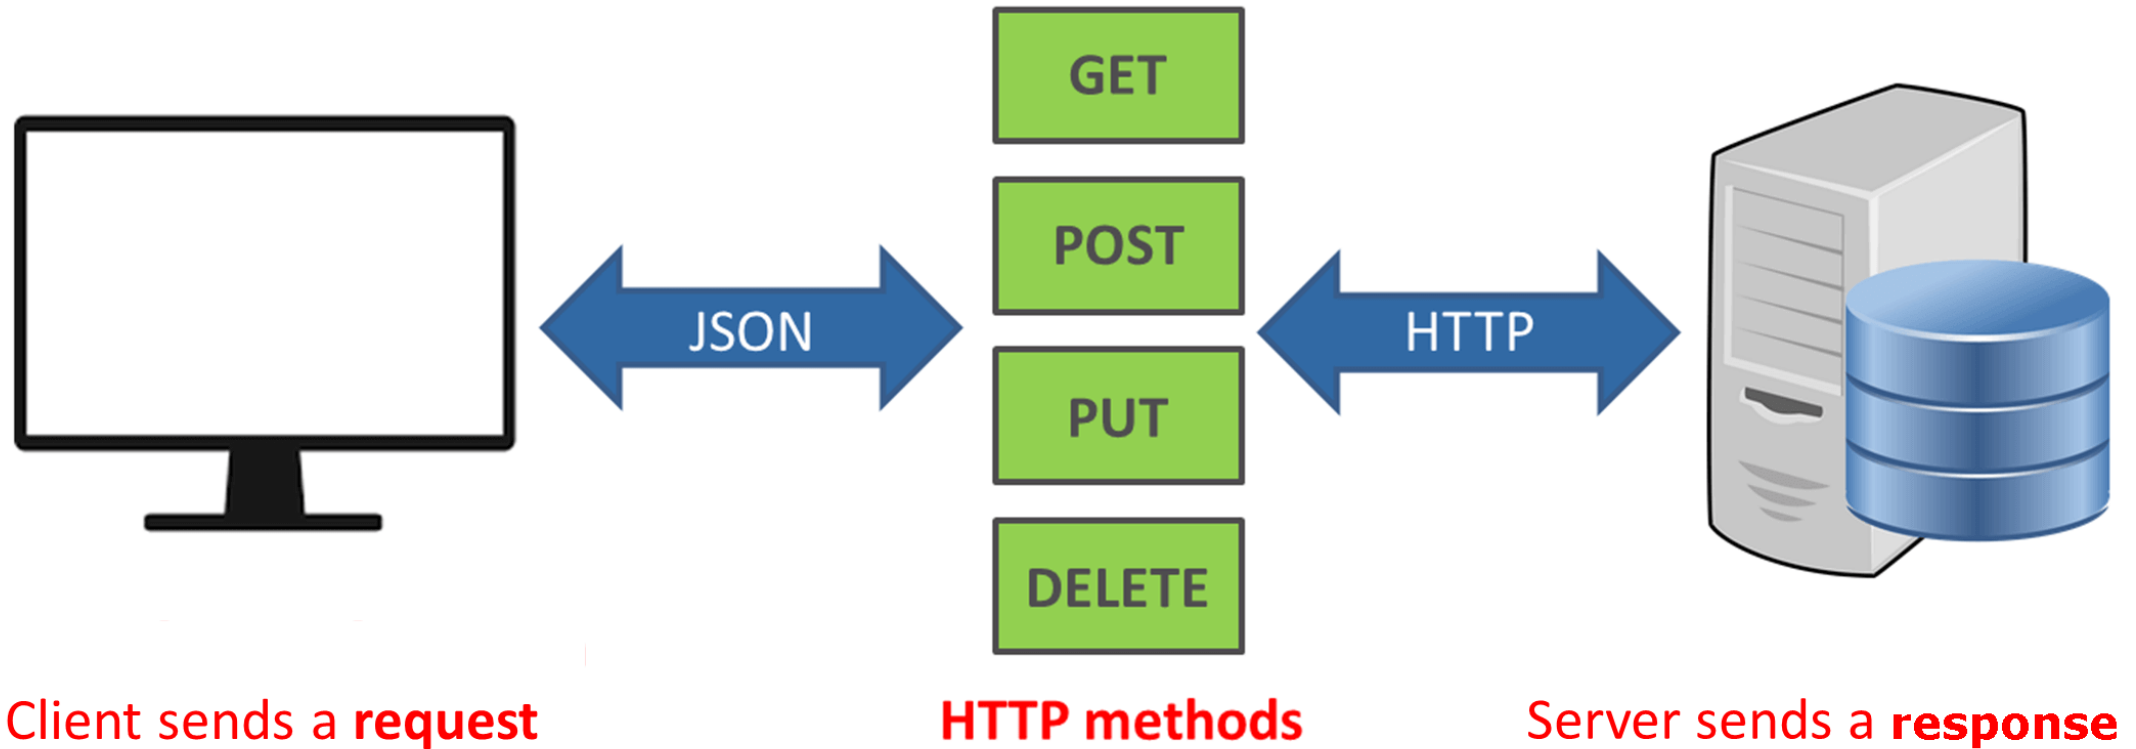 GET
POST
JSON
HTTP
PUT
DELETE
Client sends a request
HTTP methods
Server sends a response